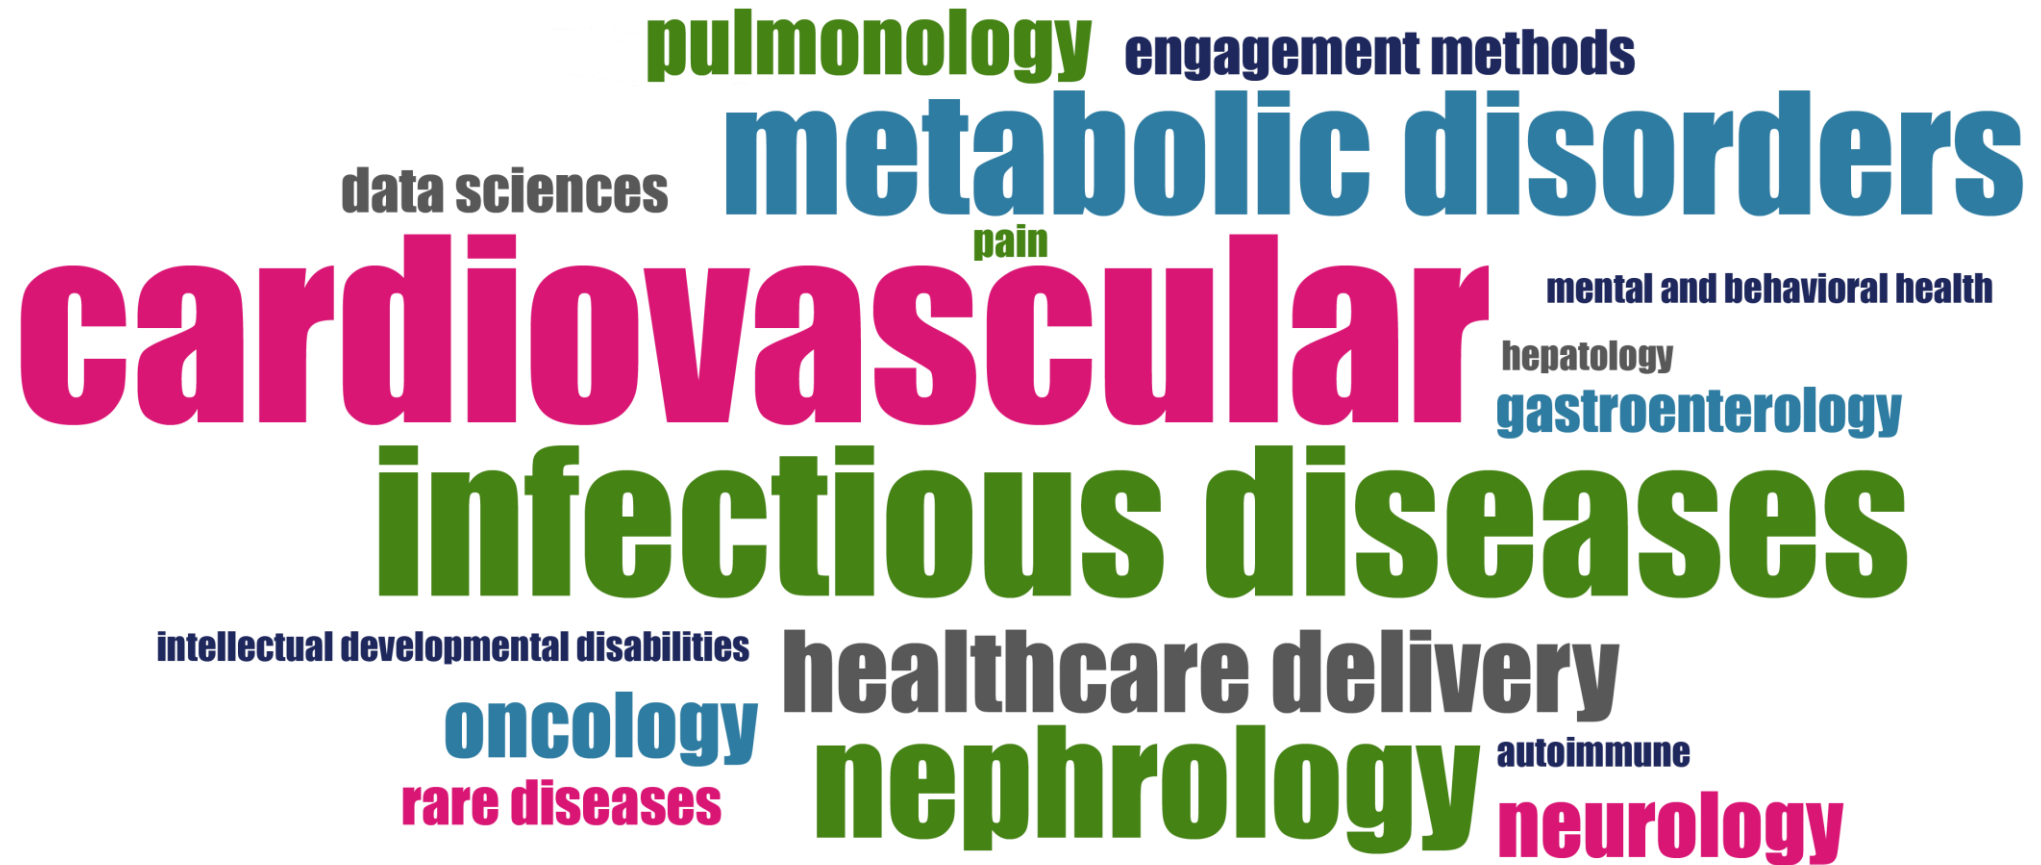 pulmonology
engagement methods
metabolic disorders
data sciences
pain
cardiovascular
mental and behavioral health
hepatology
gastroenterology
infectious diseases
intellectual developmental disabilities
healthcare delivery
oncology
nephrology
autoimmune
rare diseases
neurology